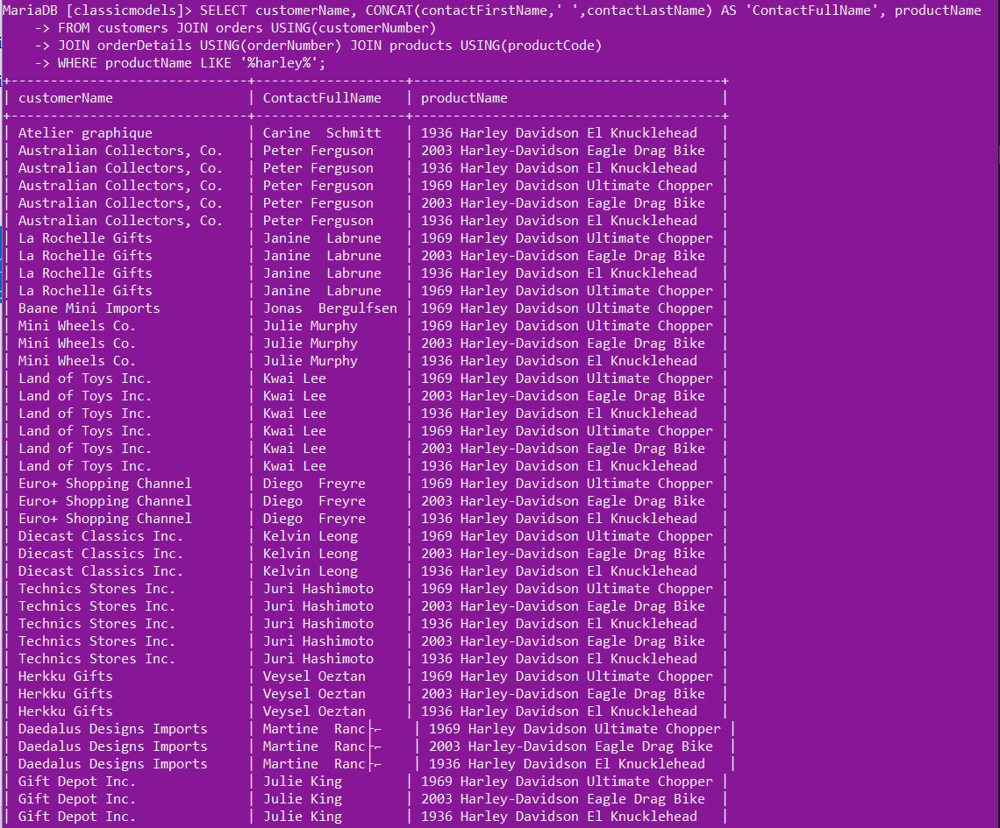 MariaDB [classicmodels]> SELECT customerName, CONCAT(contactFirstName,' ',contactLastName) AS 'ContactFullName', productName
    -> FROM customers JOIN orders USING(customerNumber)
    -> JOIN orderDetails USING(orderNumber) JOIN products USING(productCode)
    -> WHERE productName LIKE '%harley%';
+------------------------------+-------------------+---------------------------------------+
| customerName                 | ContactFullName   | productName                           |
+------------------------------+-------------------+---------------------------------------+
| Atelier graphique            | Carine  Schmitt   | 1936 Harley Davidson El Knucklehead   |
| Australian Collectors, Co.   | Peter Ferguson    | 2003 Harley-Davidson Eagle Drag Bike  |
| Australian Collectors, Co.   | Peter Ferguson    | 1936 Harley Davidson El Knucklehead   |
| Australian Collectors, Co.   | Peter Ferguson    | 1969 Harley Davidson Ultimate Chopper |
| Australian Collectors, Co.   | Peter Ferguson    | 2003 Harley-Davidson Eagle Drag Bike  |
| Australian Collectors, Co.   | Peter Ferguson    | 1936 Harley Davidson El Knucklehead   |
| La Rochelle Gifts            | Janine  Labrune   | 1969 Harley Davidson Ultimate Chopper |
| La Rochelle Gifts            | Janine  Labrune   | 2003 Harley-Davidson Eagle Drag Bike  |
| La Rochelle Gifts            | Janine  Labrune   | 1936 Harley Davidson El Knucklehead   |
| La Rochelle Gifts            | Janine  Labrune   | 1969 Harley Davidson Ultimate Chopper |
| Baane Mini Imports           | Jonas  Bergulfsen | 1969 Harley Davidson Ultimate Chopper |
| Mini Wheels Co.              | Julie Murphy      | 1969 Harley Davidson Ultimate Chopper |
| Mini Wheels Co.              | Julie Murphy      | 2003 Harley-Davidson Eagle Drag Bike  |
| Mini Wheels Co.              | Julie Murphy      | 1936 Harley Davidson El Knucklehead   |
| Land of Toys Inc.            | Kwai Lee          | 1969 Harley Davidson Ultimate Chopper |
| Land of Toys Inc.            | Kwai Lee          | 2003 Harley-Davidson Eagle Drag Bike  |
| Land of Toys Inc.            | Kwai Lee          | 1936 Harley Davidson El Knucklehead   |
| Land of Toys Inc.            | Kwai Lee          | 1969 Harley Davidson Ultimate Chopper |
| Land of Toys Inc.            | Kwai Lee          | 2003 Harley-Davidson Eagle Drag Bike  |
| Land of Toys Inc.            | Kwai Lee          | 1936 Harley Davidson El Knucklehead   |
| Euro+ Shopping Channel       | Diego  Freyre     | 1969 Harley Davidson Ultimate Chopper |
| Euro+ Shopping Channel       | Diego  Freyre     | 2003 Harley-Davidson Eagle Drag Bike  |
| Euro+ Shopping Channel       | Diego  Freyre     | 1936 Harley Davidson El Knucklehead   |
| Diecast Classics Inc.        | Kelvin Leong      | 1969 Harley Davidson Ultimate Chopper |
| Diecast Classics Inc.        | Kelvin Leong      | 2003 Harley-Davidson Eagle Drag Bike  |
| Diecast Classics Inc.        | Kelvin Leong      | 1936 Harley Davidson El Knucklehead   |
| Technics Stores Inc.         | Juri Hashimoto    | 1969 Harley Davidson Ultimate Chopper |
| Technics Stores Inc.         | Juri Hashimoto    | 2003 Harley-Davidson Eagle Drag Bike  |
| Technics Stores Inc.         | Juri Hashimoto    | 1936 Harley Davidson El Knucklehead   |
| Technics Stores Inc.         | Juri Hashimoto    | 2003 Harley-Davidson Eagle Drag Bike  |
| Technics Stores Inc.         | Juri Hashimoto    | 1936 Harley Davidson El Knucklehead   |
| Herkku Gifts                 | Veysel Oeztan     | 1969 Harley Davidson Ultimate Chopper |
| Herkku Gifts                 | Veysel Oeztan     | 2003 Harley-Davidson Eagle Drag Bike  |
| Herkku Gifts                 | Veysel Oeztan     | 1936 Harley Davidson El Knucklehead   |
| Daedalus Designs Imports     | Martine  Ranc├⌐    | 1969 Harley Davidson Ultimate Chopper |
| Daedalus Designs Imports     | Martine  Ranc├⌐    | 2003 Harley-Davidson Eagle Drag Bike  |
| Daedalus Designs Imports     | Martine  Ranc├⌐    | 1936 Harley Davidson El Knucklehead   |
| Gift Depot Inc.              | Julie King        | 1969 Harley Davidson Ultimate Chopper |
| Gift Depot Inc.              | Julie King        | 2003 Harley-Davidson Eagle Drag Bike  |
| Gift Depot Inc.              | Julie King        | 1936 Harley Davidson El Knucklehead   |